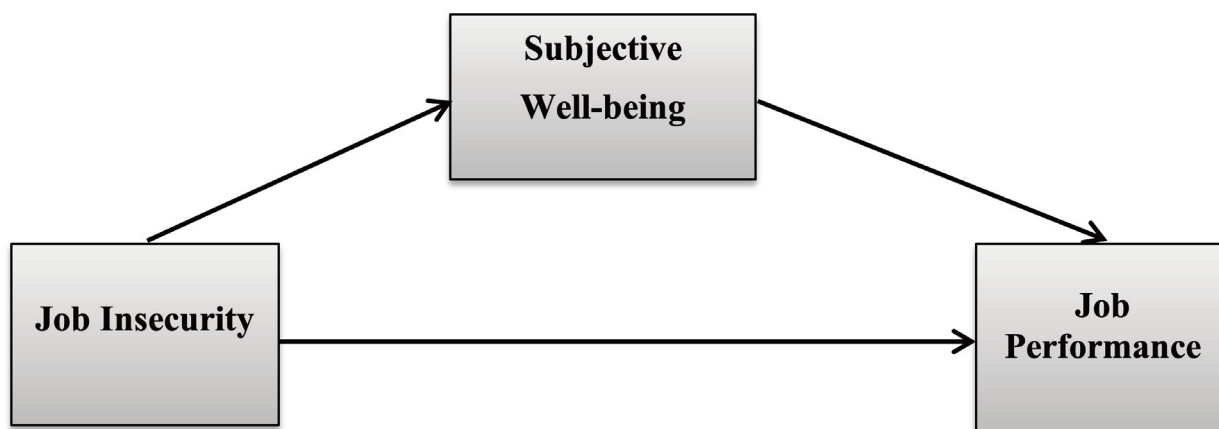 Subjective
Well-being
Job Insecurity
Job
Performance